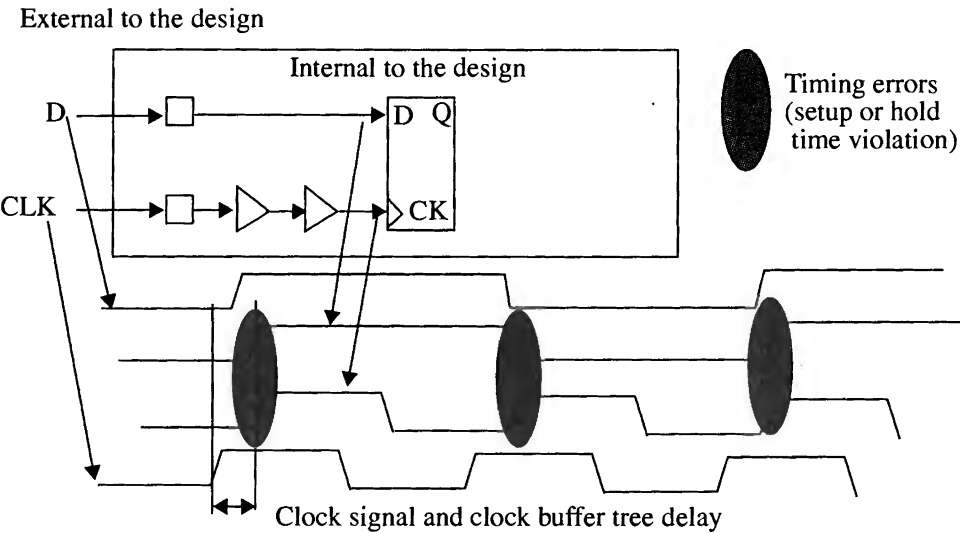 External to the design
Internal to the design
D
D Q
CLK
CK
Timing errors
(setup or hold
time violation)
Clock signal and clock buffer tree delay